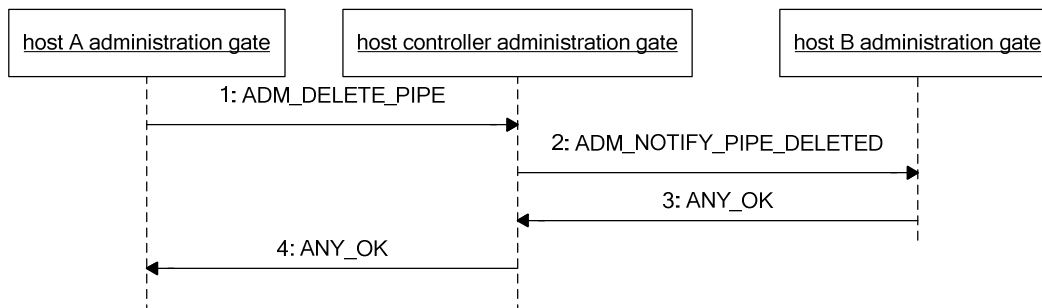 host A administration gate
host controller administration gate
host B administration gate
1: ADM_DELETE_PIPE
2: ADM_NOTIFY_PIPE_DELETED
3: ANY_OK
4: ANY_OK